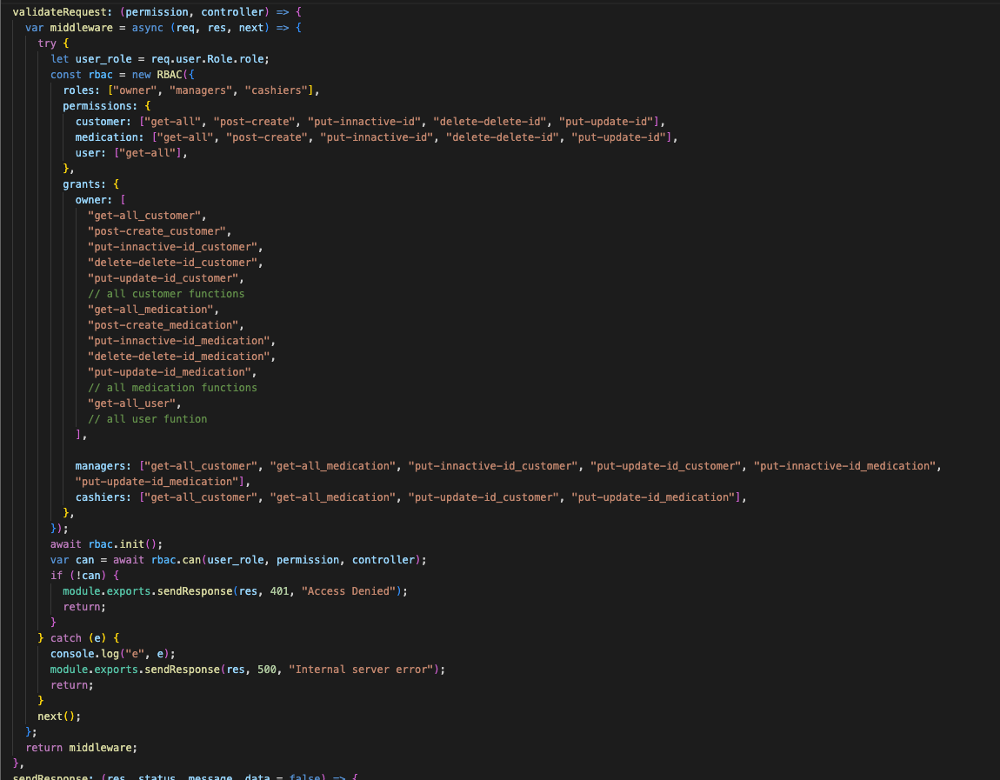 validateRequest: (permission, controller) => {
var middleware = async (req, res, next) => {
try {
let user_role = req.user.Role.role;
const rbac = new RBAC({
roles: ["owner", "managers", "cashiers"],
permissions: {
customer: ["get-all", "post-create", "put-innactive-id", "delete-delete-id", "put-update-id"],
medication: ["get-all", "post-create", "put-innactive-id", "delete-delete-id", "put-update-id"],
user: ["get-all"],
},
grants: {
owner: [
"get-all_customer",
"post-create_customer",
"put-innactive-id_customer",
"delete-delete-id_customer",
"put-update-id_customer",
// all customer functions
"get-all_medication",
"post-create_medication",
"put-innactive-id_medication",
"delete-delete-id_medication",
"put-update-id_medication",
// all medication functions
"get-all_user",
// all user funtion
],
managers: ["get-all_customer", "get-all_medication", "put-innactive-id_customer", "put-update-id_customer", "put-innactive-id_medication",
"put-update-id_medication"],
cashiers: ["get-all_customer", "get-all_medication", "put-update-id_customer", "put-update-id_medication"],
},
});
await rbac.init();
var can = await rbac.can(user_role, permission, controller);
if (!can) {
module.exports.sendResponse(res, 401, "Access Denied");
return;
}
} catch (e) {
console.log("e", e);
module.exports.sendResponse(res, 500, "Internal server error");
return;
}
next();
};
return middleware;
},
sendResponse: (res, status, message, data = false) => {